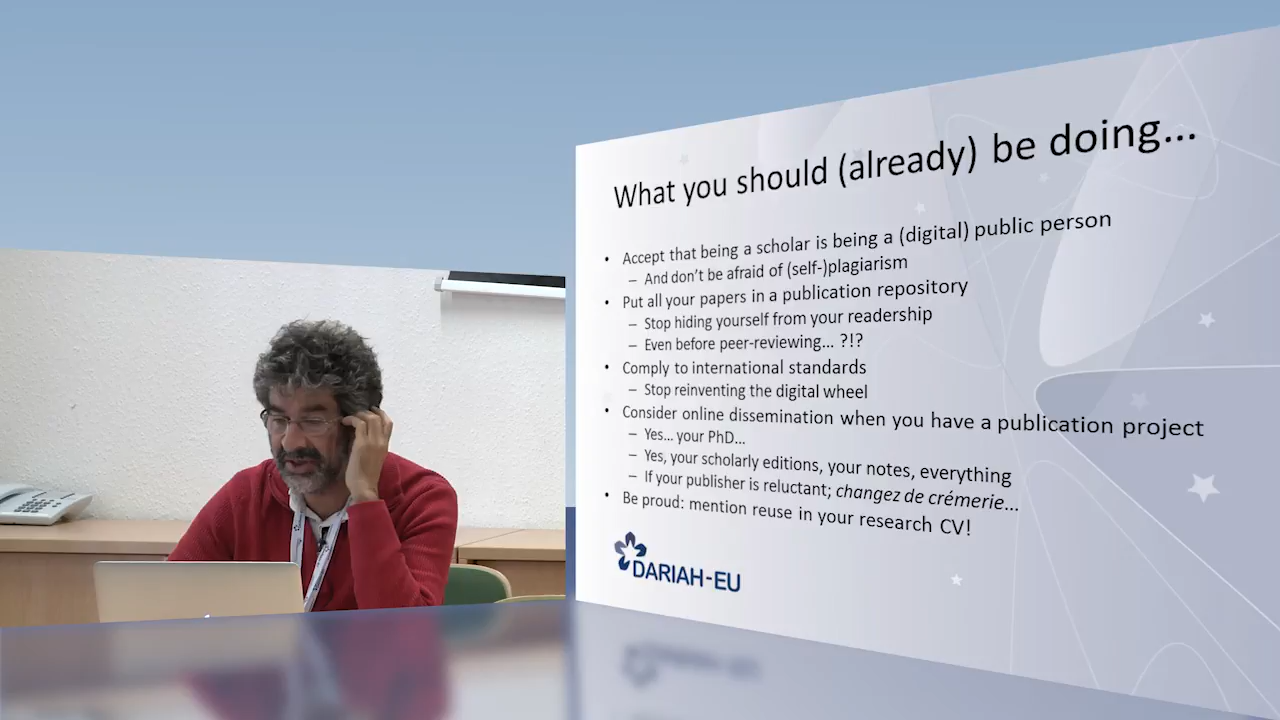 What you should (already) be doing...
• Accept that being a scholar is being a (digital) public person
– And don't be afraid of (self-)plagiarism
• Put all your papers in a publication repository
– Stop hiding yourself from your readership
– Even before peer-reviewing... ?!?
• Comply to international standards
– Stop reinventing the digital wheel
• Consider online dissemination when you have a publication project
– Yes... your PhD...
– Yes, your scholarly editions, your notes, everything
– If your publisher is reluctant; changez de crémerie...
• Be proud: mention reuse in your research CV!
DARIAH-EU